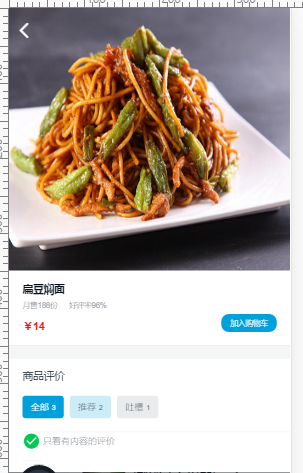 扁豆焖面
月售188份 好评率96%
￥14
加入购物车
商品评价
全部 3
推荐 2
吐槽 1
只看有内容的评价